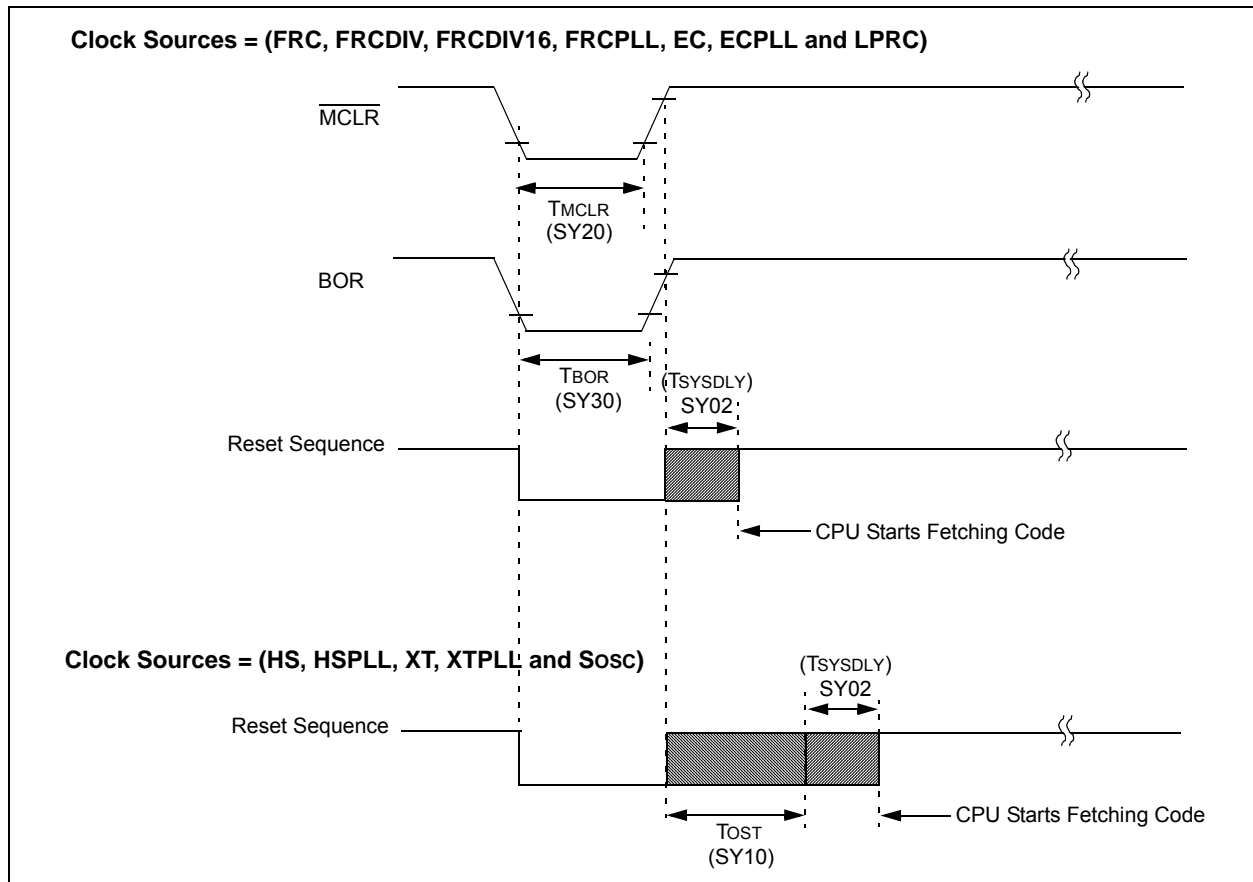 Clock Sources = (FRC, FRCDIV, FRCDIV16, FRCPLL, EC, ECPLL and LPRC)
MCLR
TMCLR
(SY20)
BOR
TBOR
(SY30)
(TSYSDLY)
SY02
Reset Sequence
CPU Starts Fetching Code
Clock Sources = (HS, HSPLL, XT, XTPLL and SOSC)
(TSYSDLY)
SY02
Reset Sequence
CPU Starts Fetching Code
TOST
(SY10)